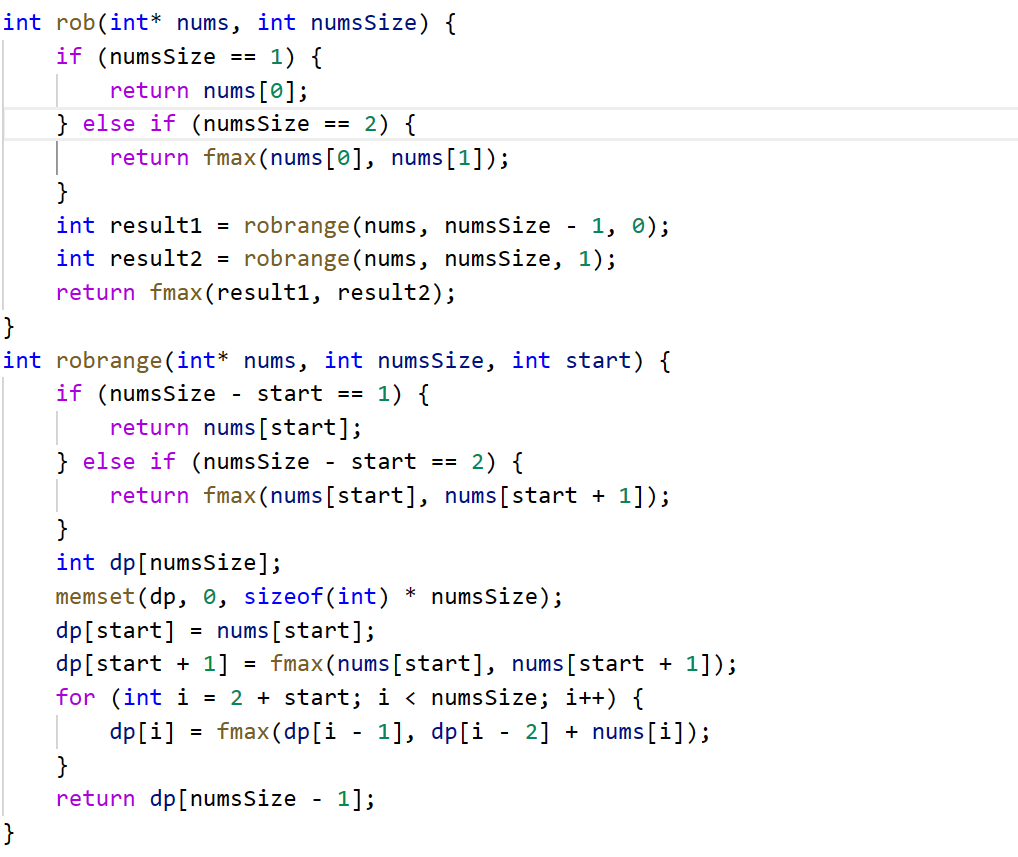 int rob(int* nums, int numsSize) {
    if (numsSize == 1) {
        return nums[0];
    } else if (numsSize == 2) {
        return fmax(nums[0], nums[1]);
    }
    int result1 = robrange(nums, numsSize - 1, 0);
    int result2 = robrange(nums, numsSize, 1);
    return fmax(result1, result2);
}
int robrange(int* nums, int numsSize, int start) {
    if (numsSize - start == 1) {
        return nums[start];
    } else if (numsSize - start == 2) {
        return fmax(nums[start], nums[start + 1]);
    }
    int dp[numsSize];
    memset(dp, 0, sizeof(int) * numsSize);
    dp[start] = nums[start];
    dp[start + 1] = fmax(nums[start], nums[start + 1]);
    for (int i = 2 + start; i < numsSize; i++) {
        dp[i] = fmax(dp[i - 1], dp[i - 2] + nums[i]);
    }
    return dp[numsSize - 1];
}